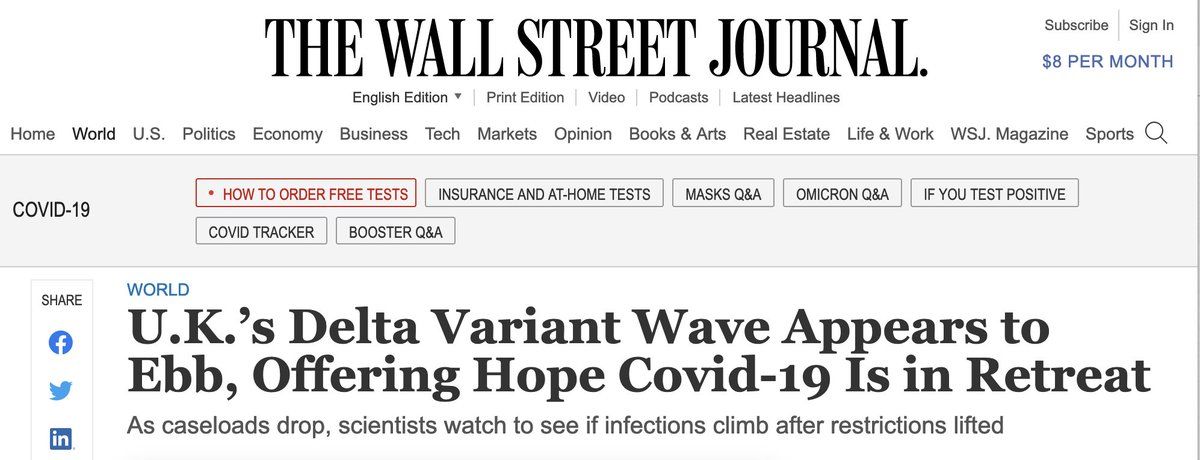 THE WALL STREET JOURNAL.
Subscribe Sign In
$8 PER MONTH
English Edition Print Edition Video Podcasts Latest Headlines
Home World U.S. Politics Economy Business Tech Markets Opinion Books & Arts Real Estate Life & Work WSJ. Magazine Sports
COVID-19
• HOW TO ORDER FREE TESTS INSURANCE AND AT-HOME TESTS MASKS Q&A OMICRON Q&A IF YOU TEST POSITIVE
COVID TRACKER BOOSTER Q&A
SHARE
WORLD
U.K.’s Delta Variant Wave Appears to
Ebb, Offering Hope Covid-19 Is in Retreat
As caseloads drop, scientists watch to see if infections climb after restrictions lifted
in